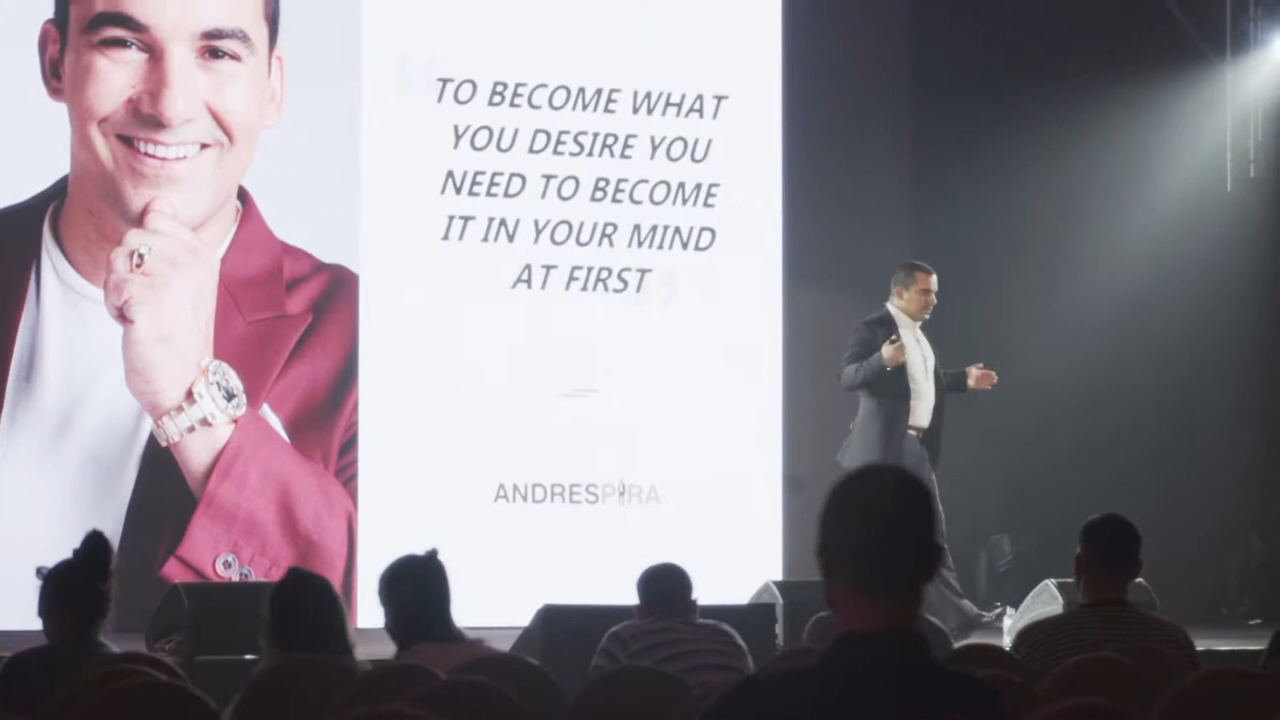 TO BECOME WHAT
YOU DESIRE YOU
NEED TO BECOME
IT IN YOUR MIND
AT FIRST
ANDRESPIRA